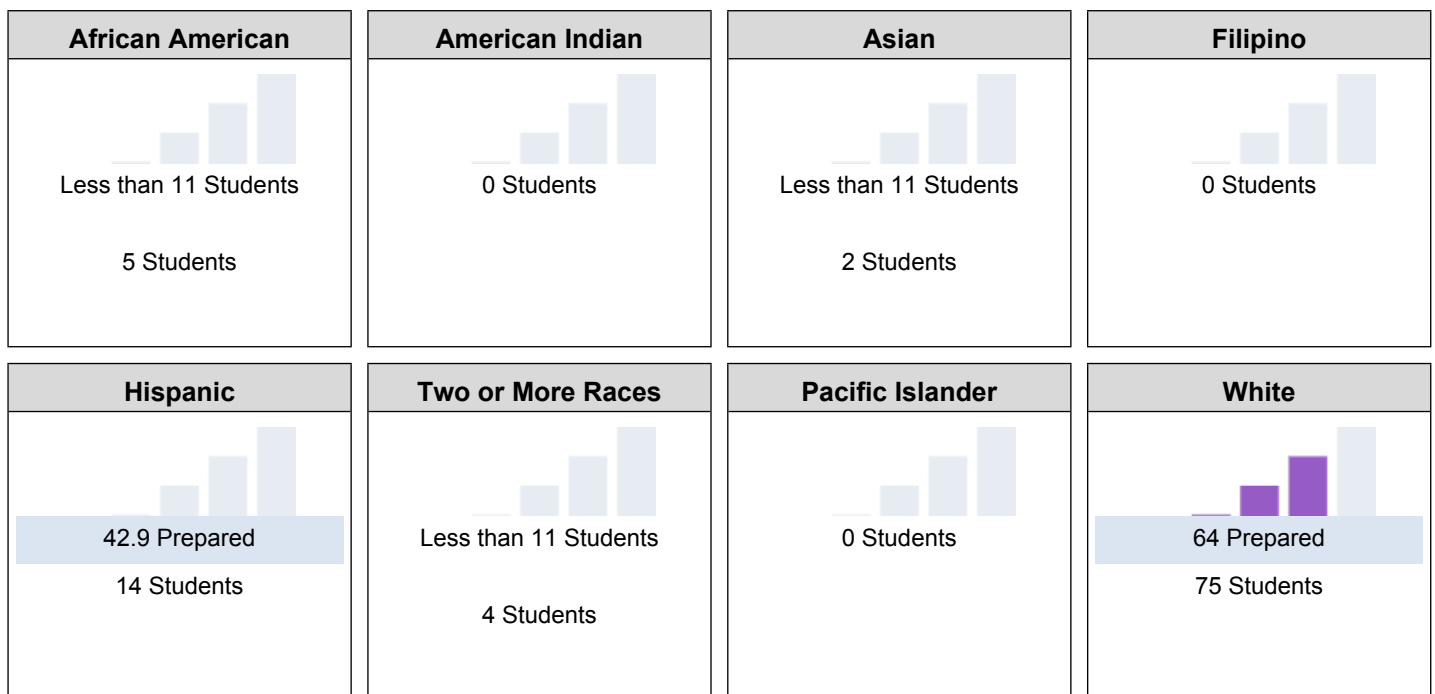 African American
American Indian
Asian
Filipino
Less than 11 Students
0 Students
Less than 11 Students
0 Students
5 Students
2 Students
Hispanic
Two or More Races
Pacific Islander
White
42.9 Prepared
Less than 11 Students
0 Students
64 Prepared
14 Students
4 Students
75 Students